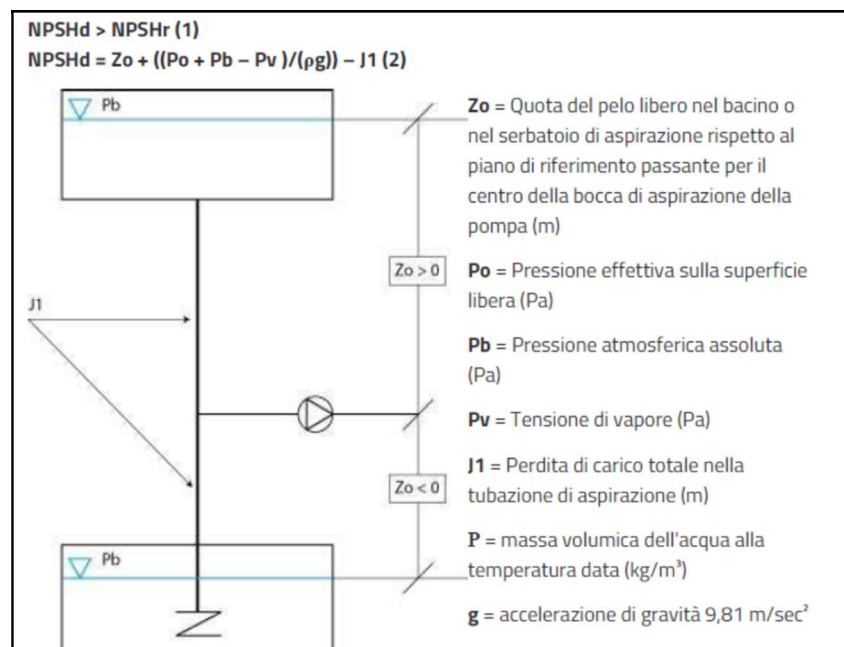 NPSHd > NPSHr (1)
NPSHd = Zo + ((Po + Pb – Pv )/(ρg)) – J1 (2)
Pb
J1
Zo > 0
Zo < 0
Pb
Zo = Quota del pelo libero nel bacino o
nel serbatoio di aspirazione rispetto al
piano di riferimento passante per il
centro della bocca di aspirazione della
pompa (m)
Po = Pressione effettiva sulla superficie
libera (Pa)
Pb = Pressione atmosferica assoluta
(Pa)
Pv = Tensione di vapore (Pa)
J1 = Perdita di carico totale nella
tubazione di aspirazione (m)
P = massa volumica dell'acqua alla
temperatura data (kg/m³)
g = accelerazione di gravità 9,81 m/sec²